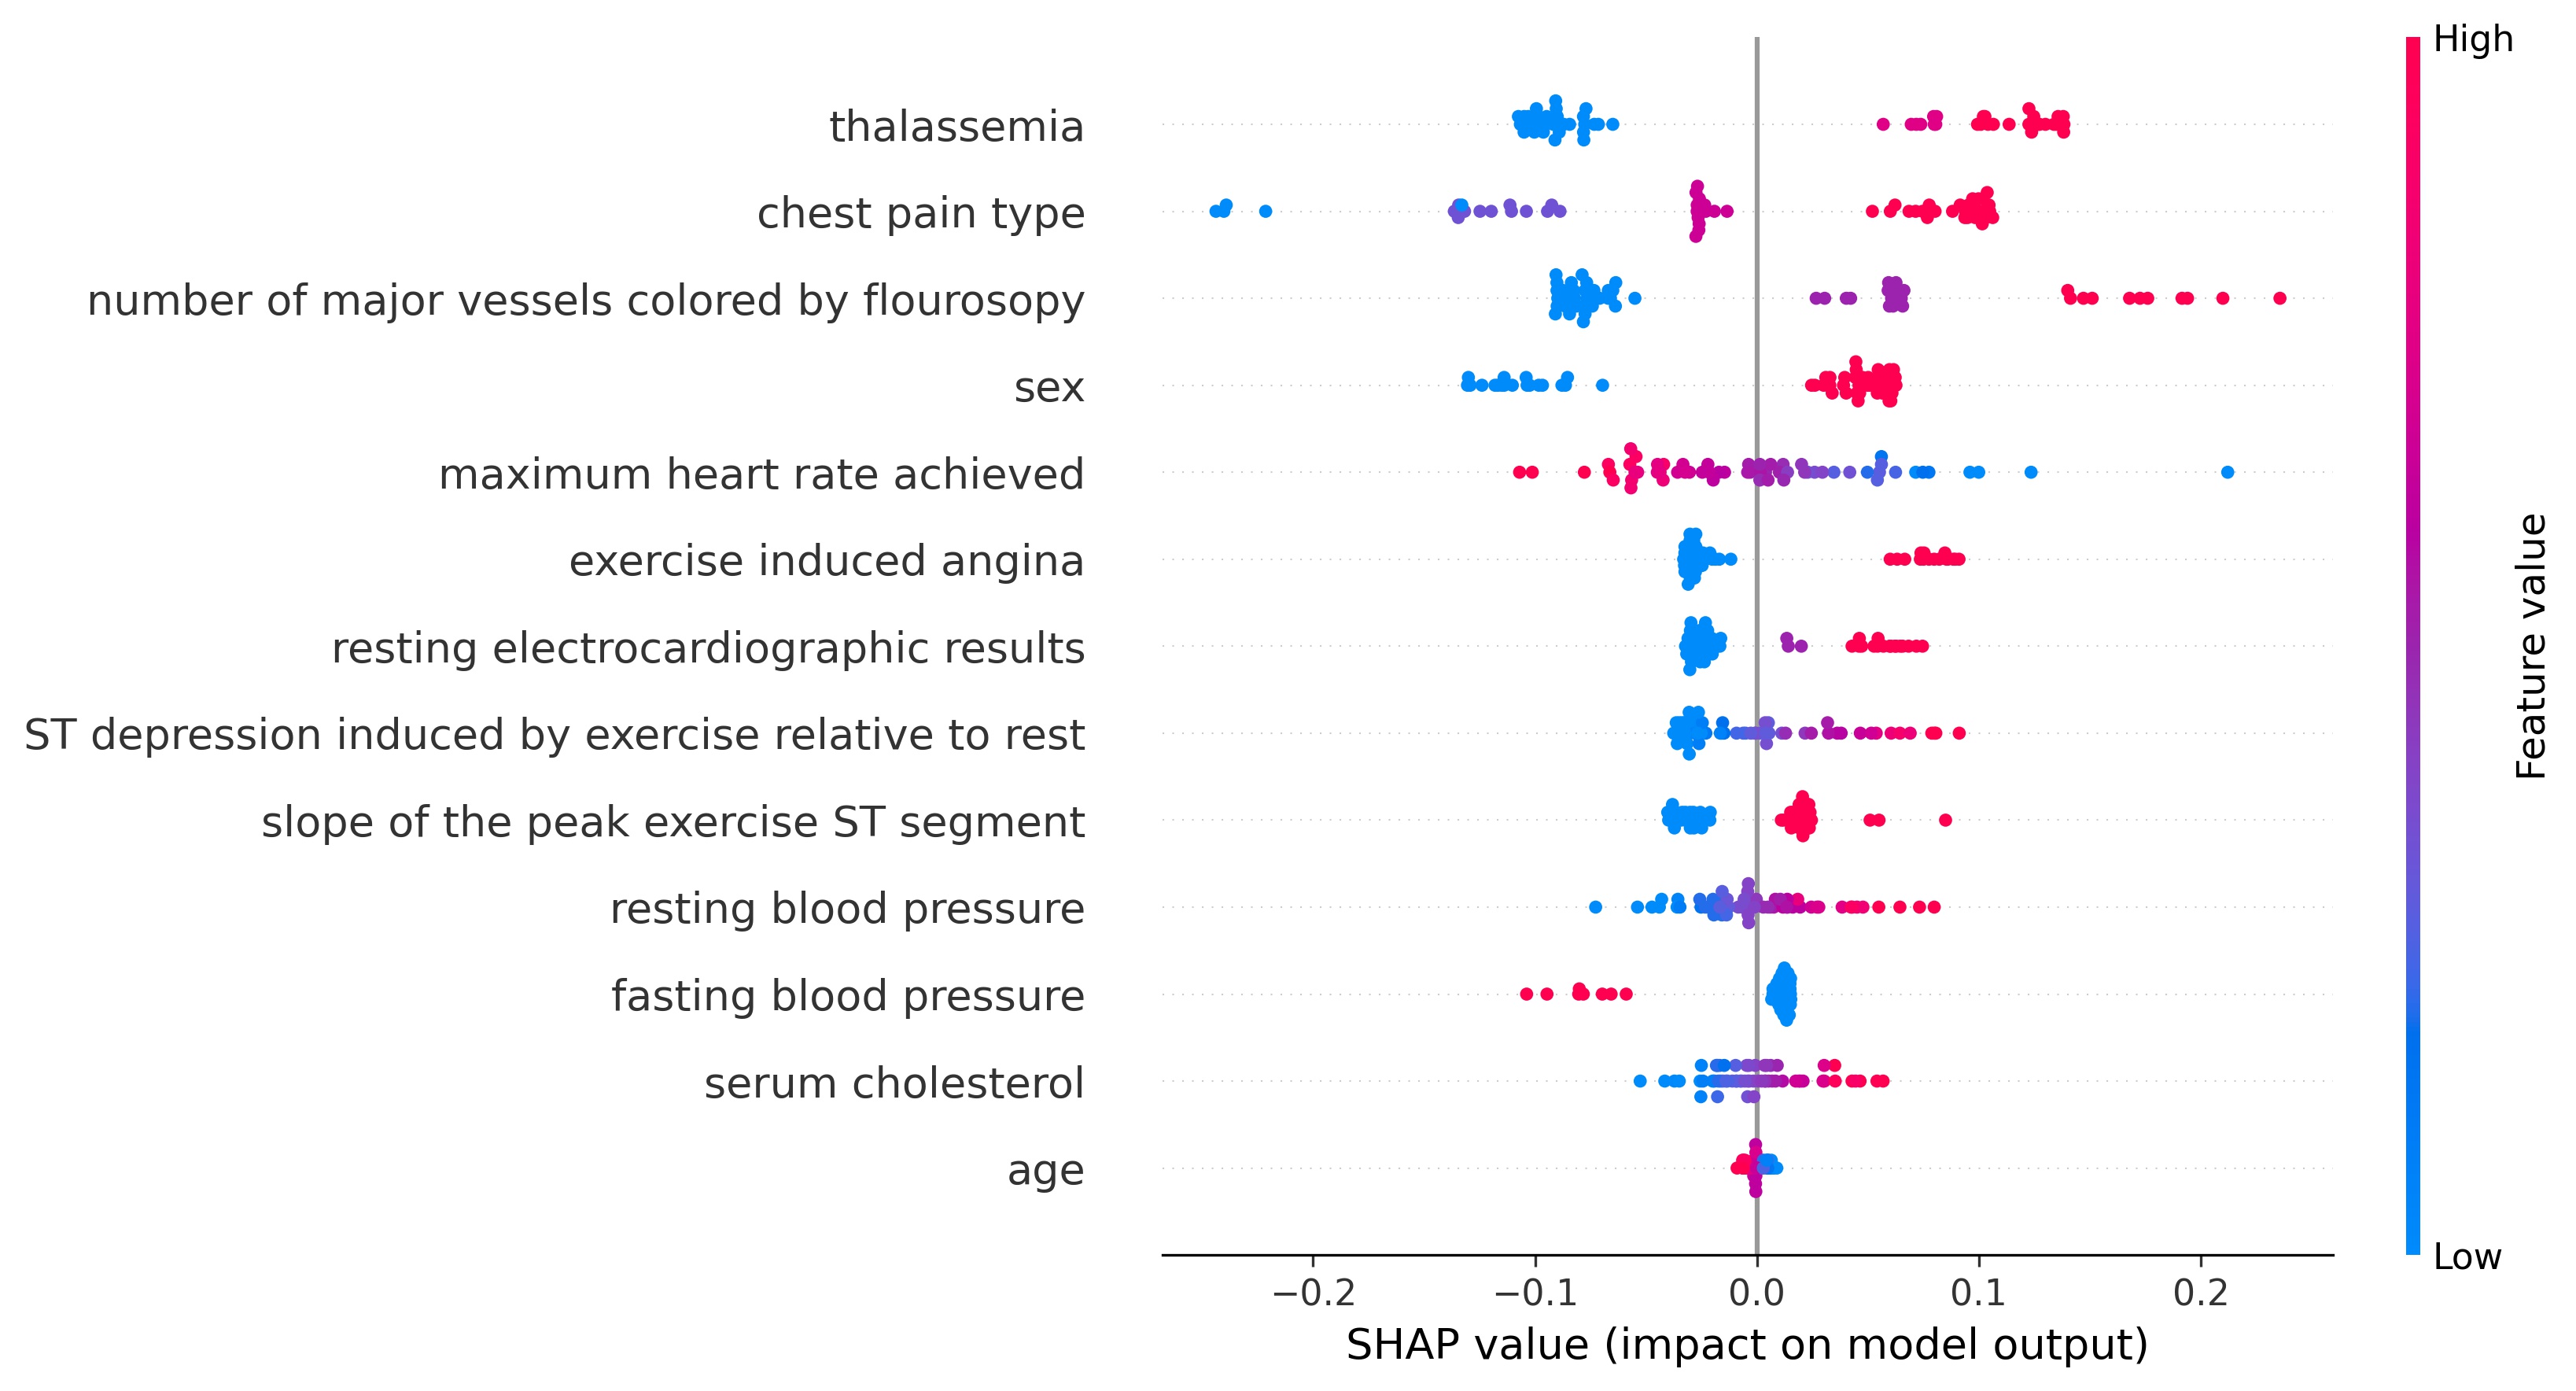 High
thalassemia
chest pain type
number of major vessels colored by flourosopy
sex
maximum heart rate achieved
exercise induced angina
resting electrocardiographic results
ST depression induced by exercise relative to rest
slope of the peak exercise ST segment
resting blood pressure
fasting blood pressure
serum cholesterol
age
Feature value
Low
−0.2 −0.1 0.0 0.1 0.2
SHAP value (impact on model output)